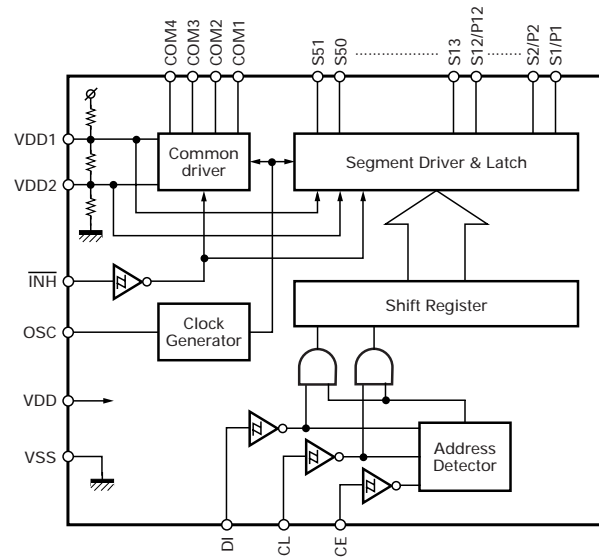 COM4
COM3
COM2
COM1
S51
S50
S13
S12/P12
S2/P2
S1/P1
VDD1
Common
driver
Segment Driver & Latch
VDD2
INH
Shift Register
OSC
Clock
Generator
VDD
Address
Detector
VSS
DI
CL
CE